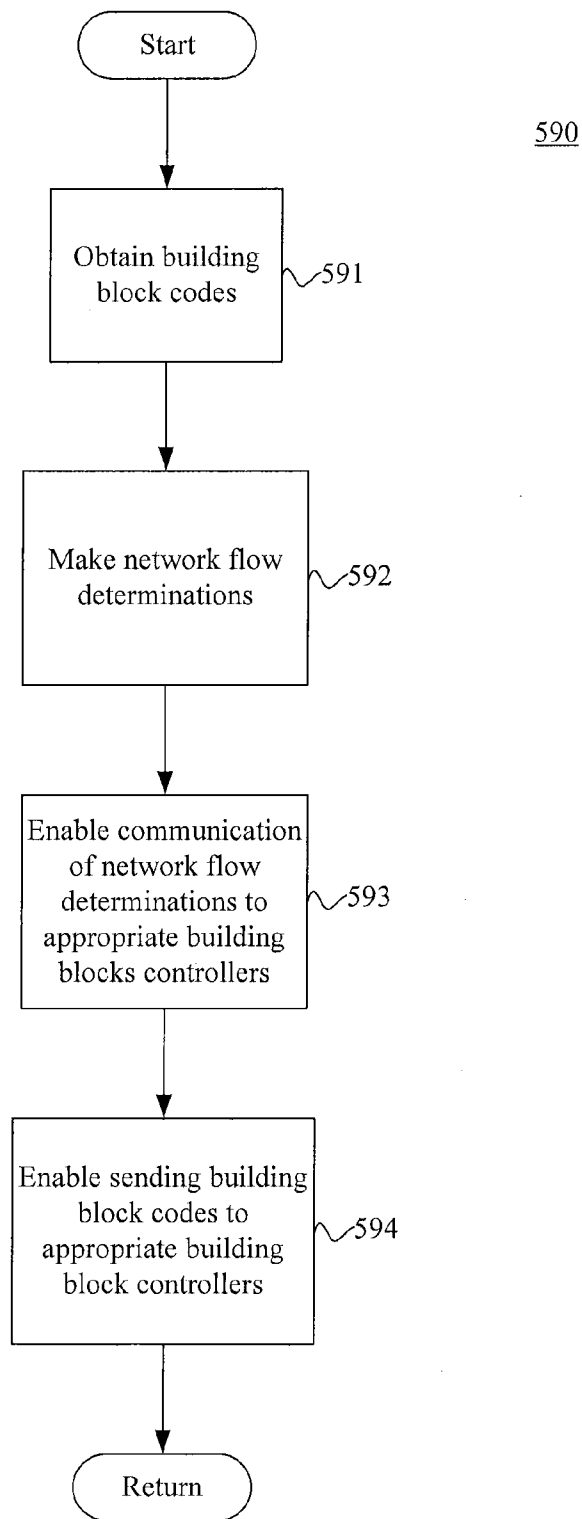 Start
590
Obtain building
block codes
591
Make network flow
determinations
592
Enable communication
of network flow
determinations to
appropriate building
blocks controllers
593
Enable sending building
block codes to
appropriate building
block controllers
594
Return